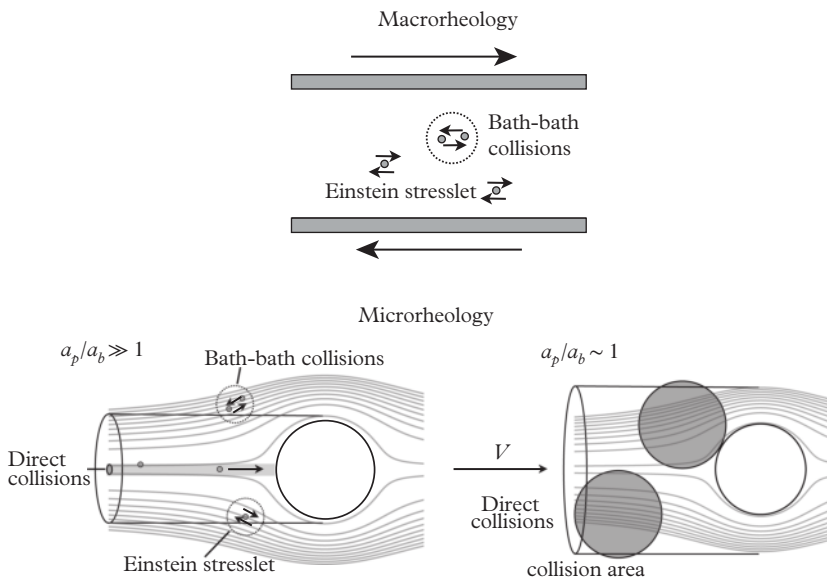 Macrorheology
Bath-bath
collisions
Einstein stresslet
Microrheology
a_p/a_b ≫ 1
a_p/a_b ~ 1
Bath-bath collisions
Direct
collisions
V
Direct
collisions
Einstein stresslet
collision area